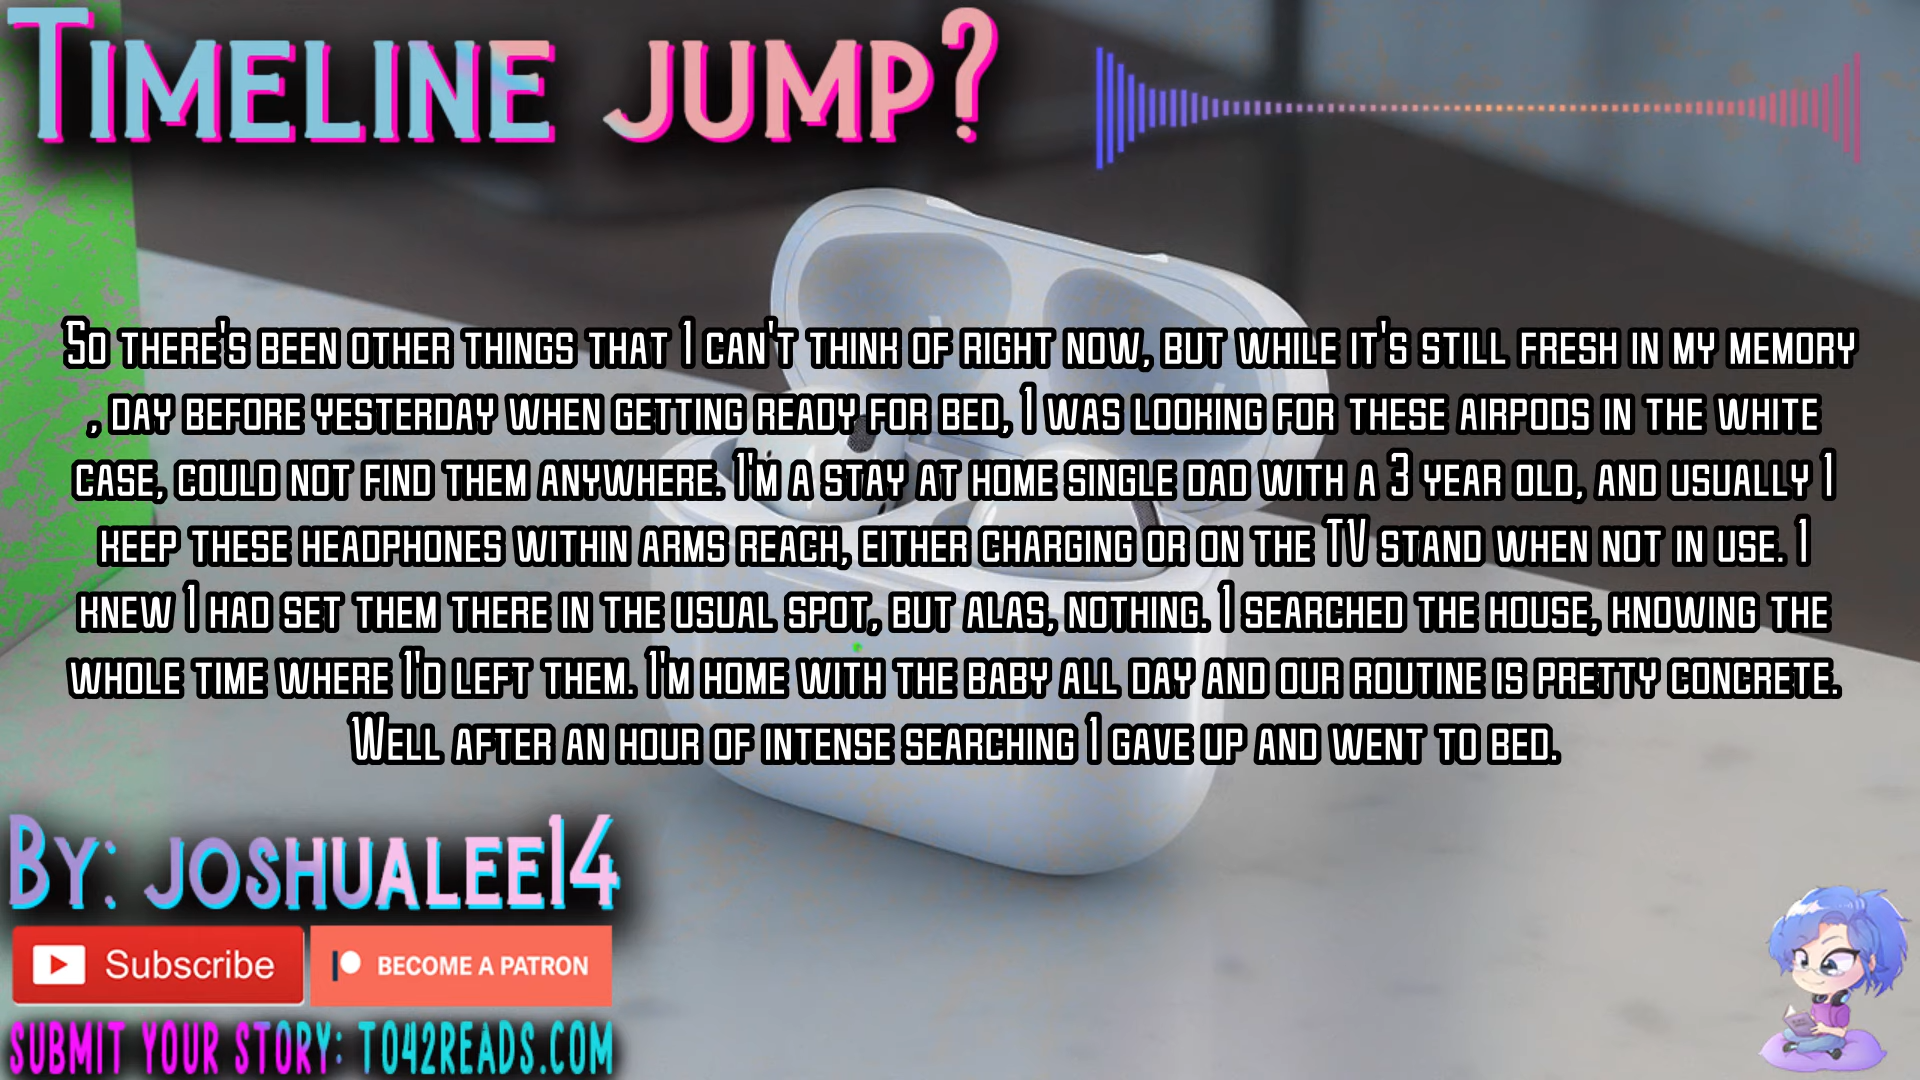 Timeline jump?
So there's been other things that I can't think of right now, but while it's still fresh in my memory
, day before yesterday when getting ready for bed, I was looking for these airpods in the white
case, could not find them anywhere. I'm a stay at home single dad with a 3 year old, and usually I
keep these headphones within arms reach, either charging or on the TV stand when not in use. I
knew I had set them there in the usual spot, but alas, nothing. I searched the house, knowing the
whole time where I'd left them. I'm home with the baby all day and our routine is pretty concrete.
Well after an hour of intense searching I gave up and went to bed.
By: joshualee14
Subscribe
BECOME A PATRON
SUBMIT YOUR STORY: TO42READS.COM